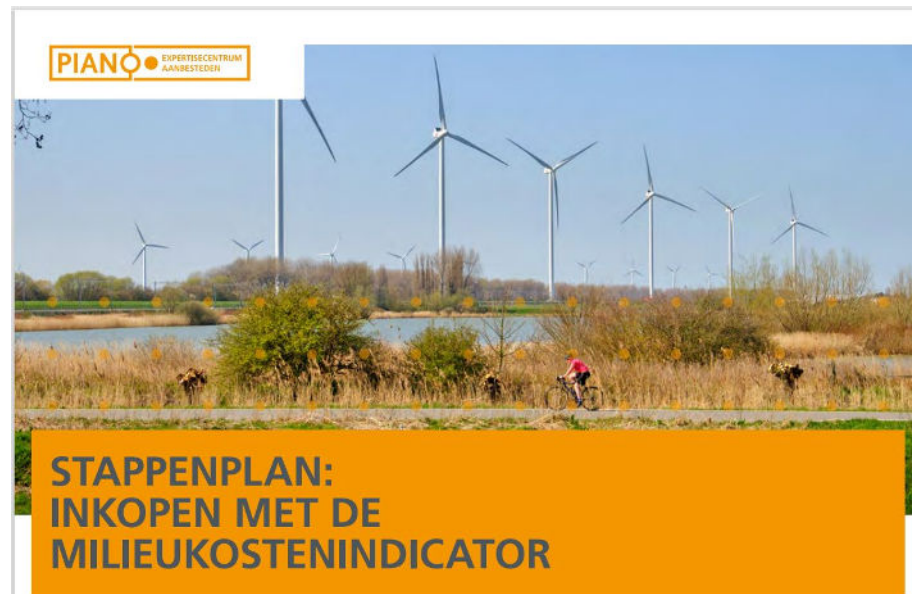 PIANO
EXPERTISECENTRUM
AANBESTEDEN
STAPPENPLAN:
INKOPEN MET DE
MILIEUKOSTENINDICATOR